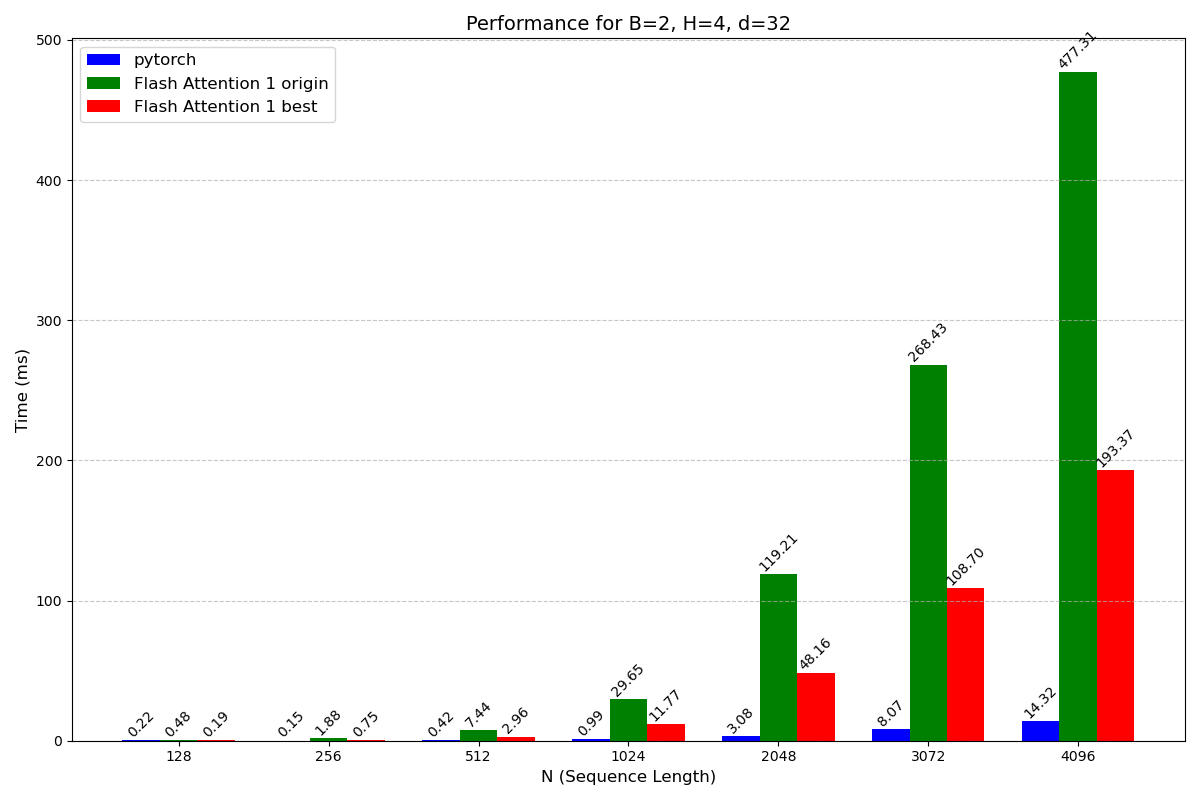 Performance for B=2, H=4, d=32
pytorch
Flash Attention 1 origin
Flash Attention 1 best
Time (ms)
500
400
300
200
100
0
0.22 0.48 0.19
0.15 1.88 0.75
0.42 7.44 2.96
0.99 29.65 11.77
3.08 119.21 48.16
8.07 268.43 108.70
14.32 477.31 193.37
128 256 512 1024 2048 3072 4096
N (Sequence Length)